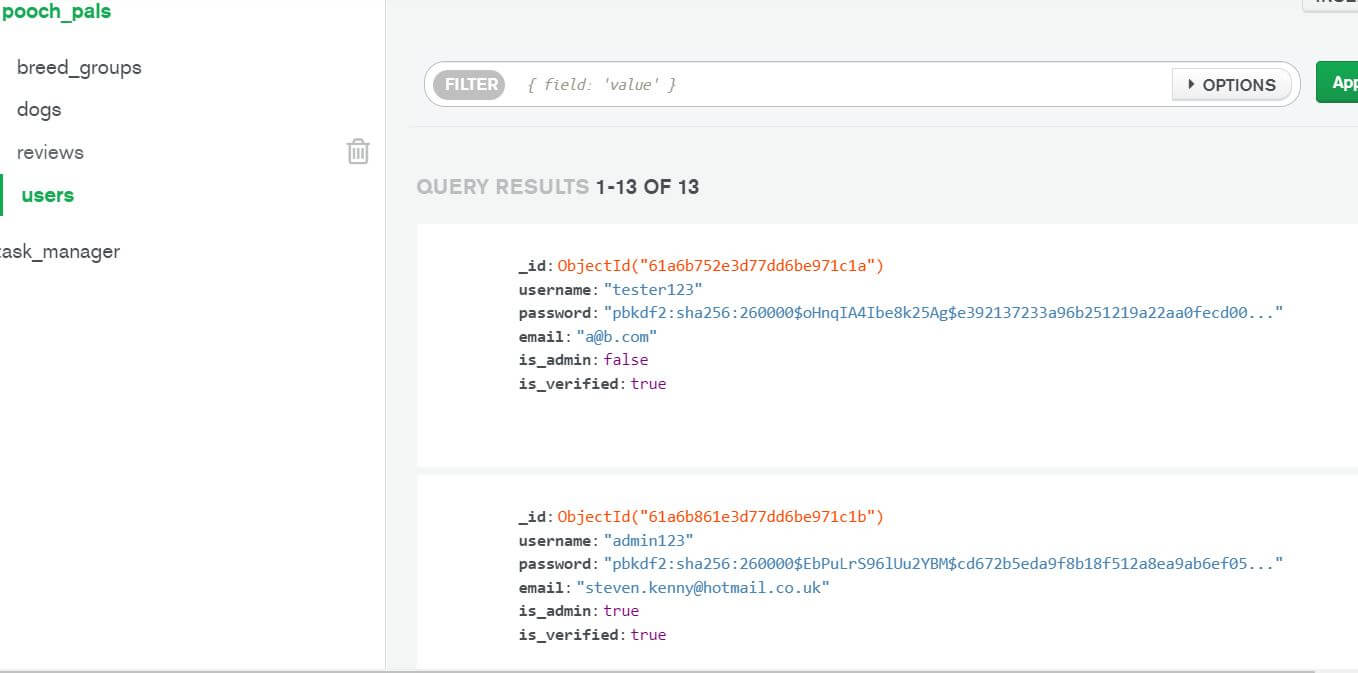 pooch_pals
breed_groups
dogs
reviews
users
task_manager
FILTER { field: 'value' } OPTIONS
App
QUERY RESULTS 1-13 OF 13
_id: ObjectId("61a6b752e3d77dd6be971c1a")
username: "tester123"
password: "pbkdf2:sha256:260000$oHnqIA4Ibe8k25Ag$e392137233a96b251219a22aa0fecd00..."
email: "a@b.com"
is_admin: false
is_verified: true
_id: ObjectId("61a6b861e3d77dd6be971c1b")
username: "admin123"
password: "pbkdf2:sha256:260000$EbPuLrS96lUu2YBM$cd672b5eda9f8b18f512a8ea9ab6ef05..."
email: "steven.kenny@hotmail.co.uk"
is_admin: true
is_verified: true